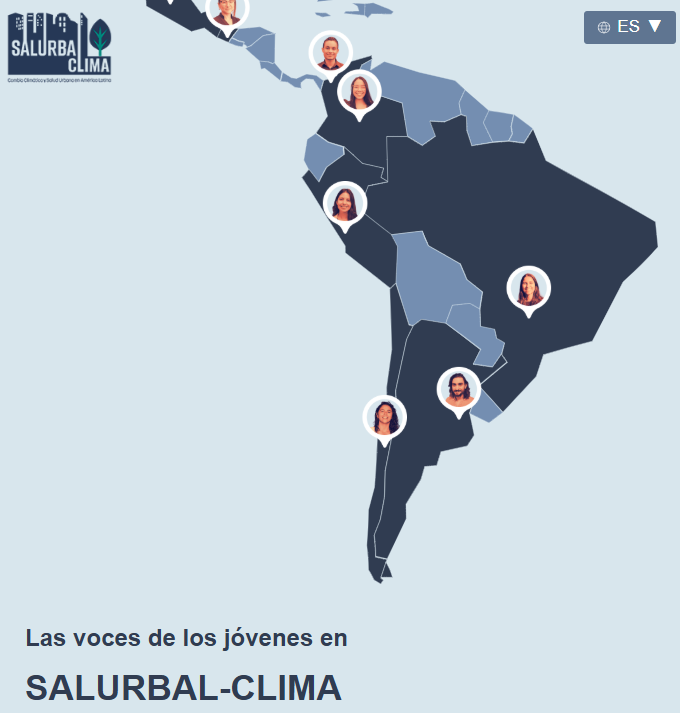 SALURBAL
CLIMA
Cambio Climático y Salud Urbana en América Latina
ES ▼
Las voces de los jóvenes en
SALURBAL-CLIMA